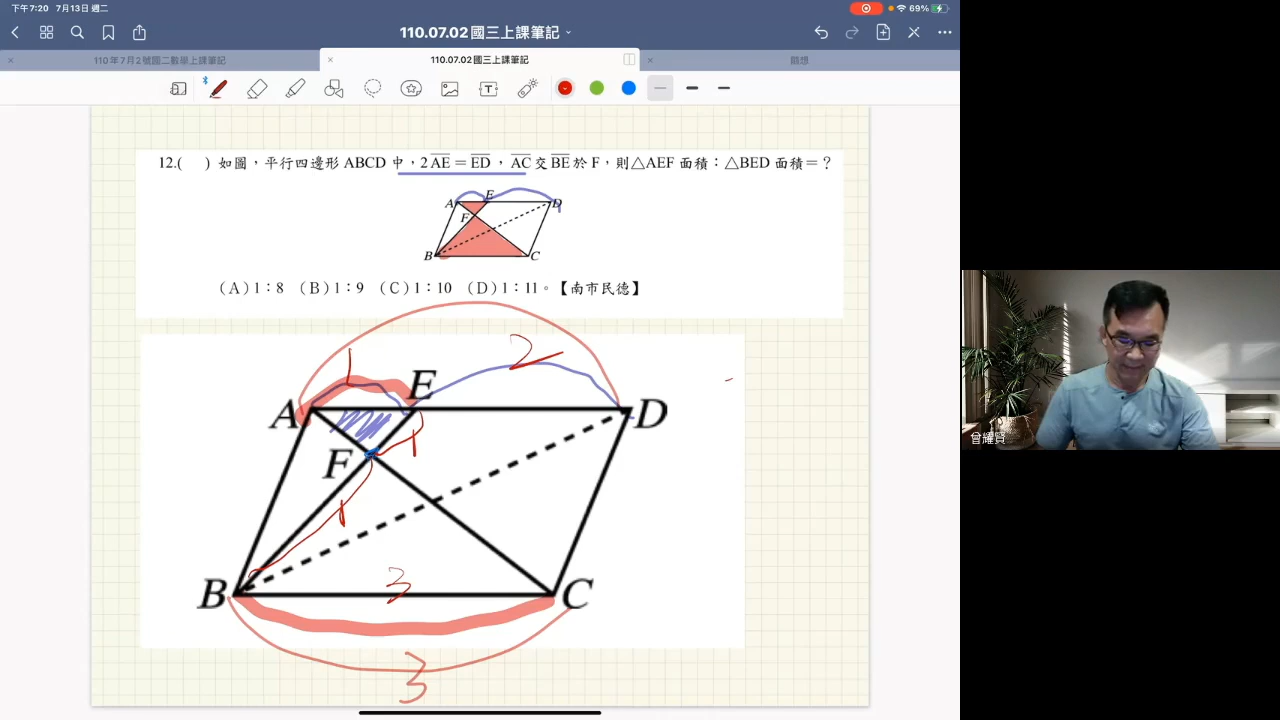 下午7:20 7月13日 週二
69%
110.07.02國三上課筆記
110年7月2號國二數學上課筆記
110.07.02國三上課筆記
隨想
T
12.( ) 如圖，平行四邊形 ABCD 中，2AE＝ED，AC 交 BE 於 F，則△AEF 面積：△BED 面積＝？
A E D
F
B C
(A) 1：8 (B) 1：9 (C) 1：10 (D) 1：11。【南市民德】
1 2
A E D
F 1
3
B C
3
曾耀賢